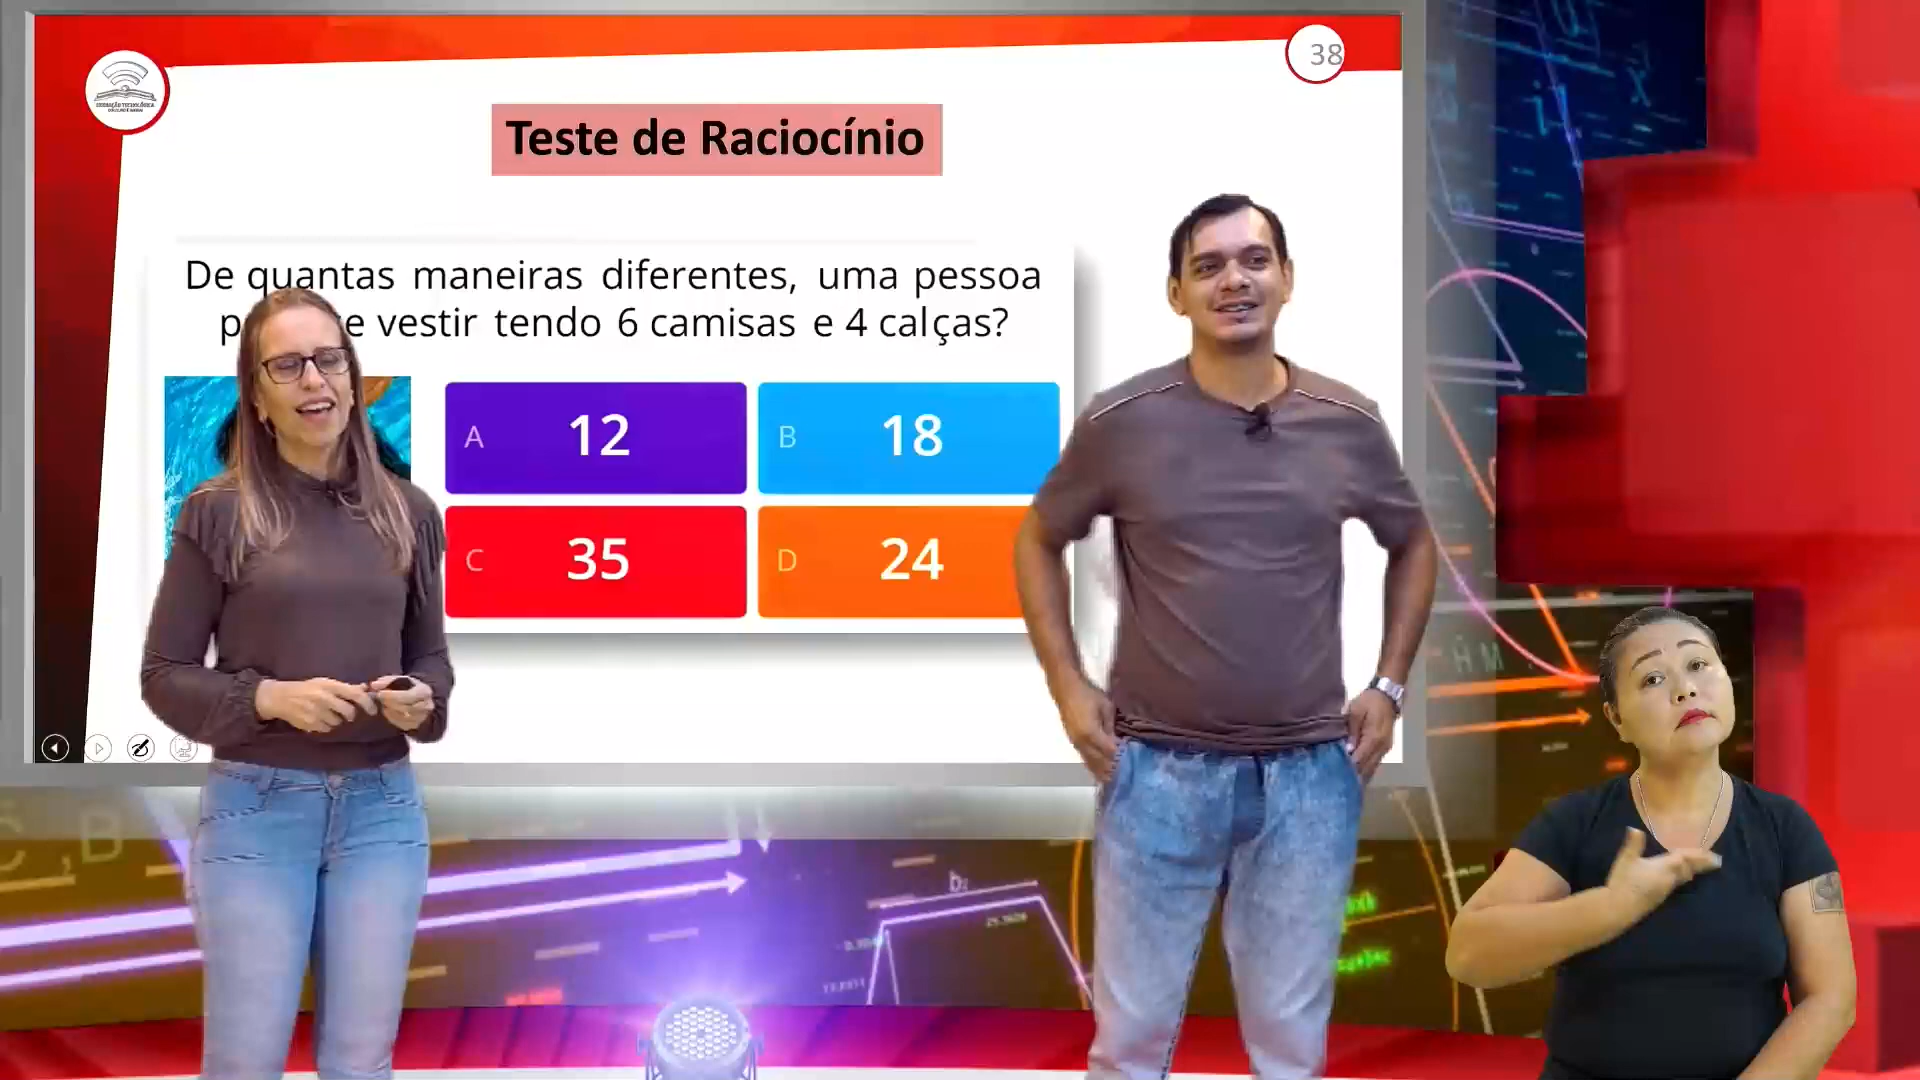 38
Teste de Raciocínio
De quantas maneiras diferentes, uma pessoa
vestir tendo 6 camisas e 4 calças?
A 12
B 18
C 35
D 24
H M
B
b₂